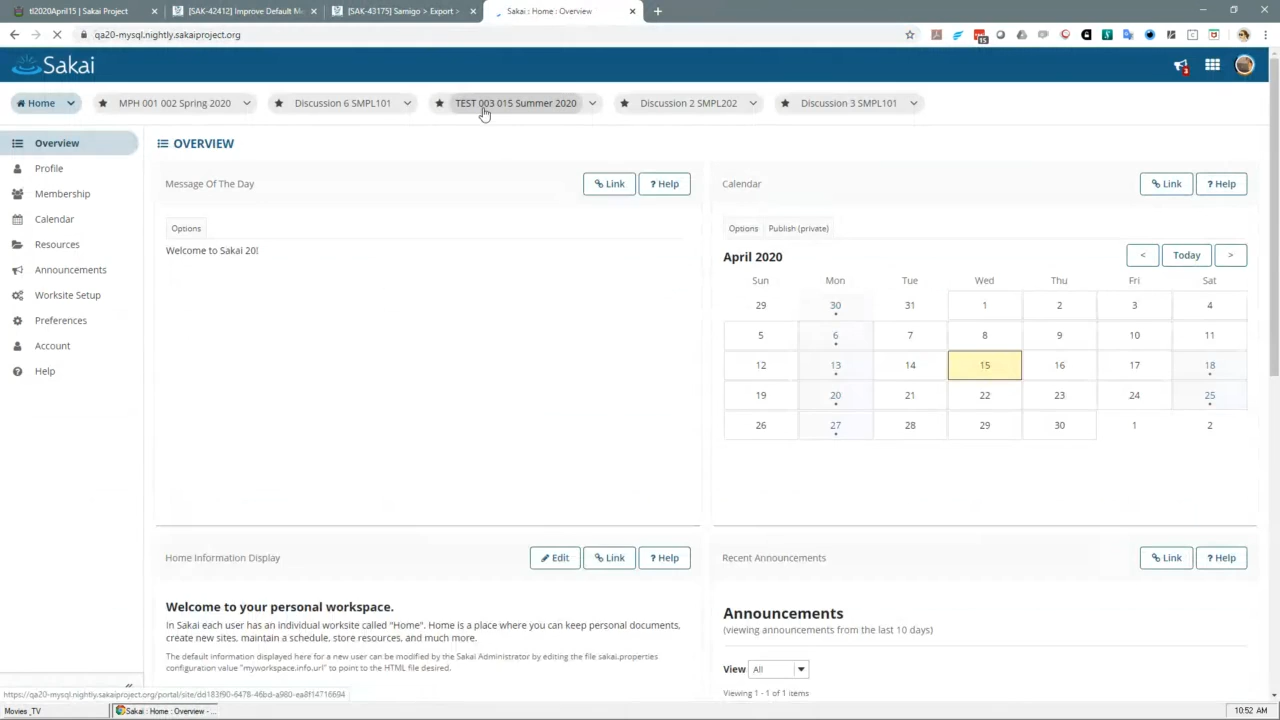 tl2020April15 | Sakai Project
[SAK-42412] Improve Default Me
[SAK-43175] Samigo > Export >
Sakai : Home : Overview
qa20-mysql.nightly.sakaiproject.org
15
Sakai
3
Home
MPH 001 002 Spring 2020
Discussion 6 SMPL101
TEST 003 015 Summer 2020
Discussion 2 SMPL202
Discussion 3 SMPL101
Overview
Profile
Membership
Calendar
Resources
Announcements
Worksite Setup
Preferences
Account
Help
OVERVIEW
Message Of The Day
Link
? Help
Options
Welcome to Sakai 20!
Calendar
Link
? Help
Options
Publish (private)
April 2020
<
Today
>
Sun Mon Tue Wed Thu Fri Sat
29 30 31 1 2 3 4
5 6 7 8 9 10 11
12 13 14 15 16 17 18
19 20 21 22 23 24 25
26 27 28 29 30 1 2
Home Information Display
Edit
Link
? Help
Welcome to your personal workspace.
In Sakai each user has an individual worksite called "Home". Home is a place where you can keep personal documents,
create new sites, maintain a schedule, store resources, and much more.
The default information displayed here for a new user can be modified by the Sakai Administrator by editing the file sakai.properties
configuration value "myworkspace.info.url" to point to the HTML file desired.
Recent Announcements
Link
? Help
Announcements
(viewing announcements from the last 10 days)
View All
Viewing 1 - 1 of 1 items
https://qa20-mysql.nightly.sakaiproject.org/portal/site/dd183f90-6478-46bd-a980-ea8f14716694
Movies _TV
Sakai : Home : Overview - ...
10:52 AM